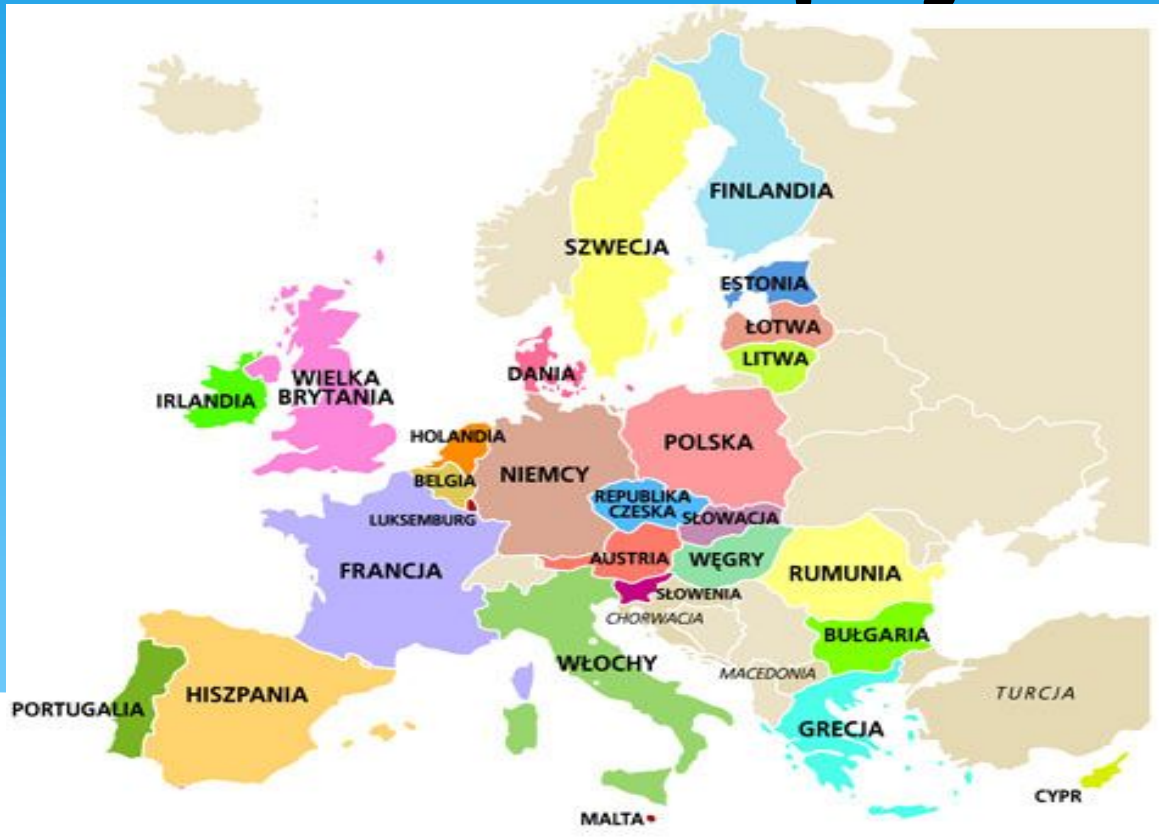 FINLANDIA
SZWECJA
ESTONIA
ŁOTWA
LITWA
DANIA
IRLANDIA
WIELKA
BRYTANIA
HOLANDIA
POLSKA
BELGIA
NIEMCY
REPUBLIKA
CZESKA
SŁOWACJA
LUKSEMBURG
FRANCJA
AUSTRIA
WĘGRY
RUMUNIA
SŁOWENIA
CHORWACJA
BUŁGARIA
WŁOCHY
MACEDONIA
HISZPANIA
TURCJA
PORTUGALIA
GRECJA
CYPR
MALTA